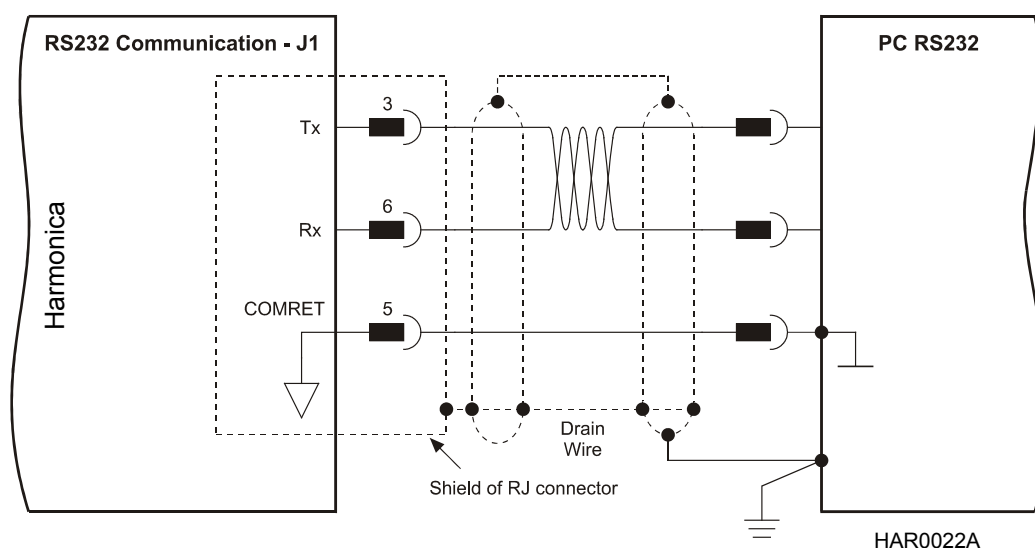 RS232 Communication - J1
PC RS232
3
Tx
6
Rx
Harmonica
COMRET
5
Drain
Wire
Shield of RJ connector
HAR0022A